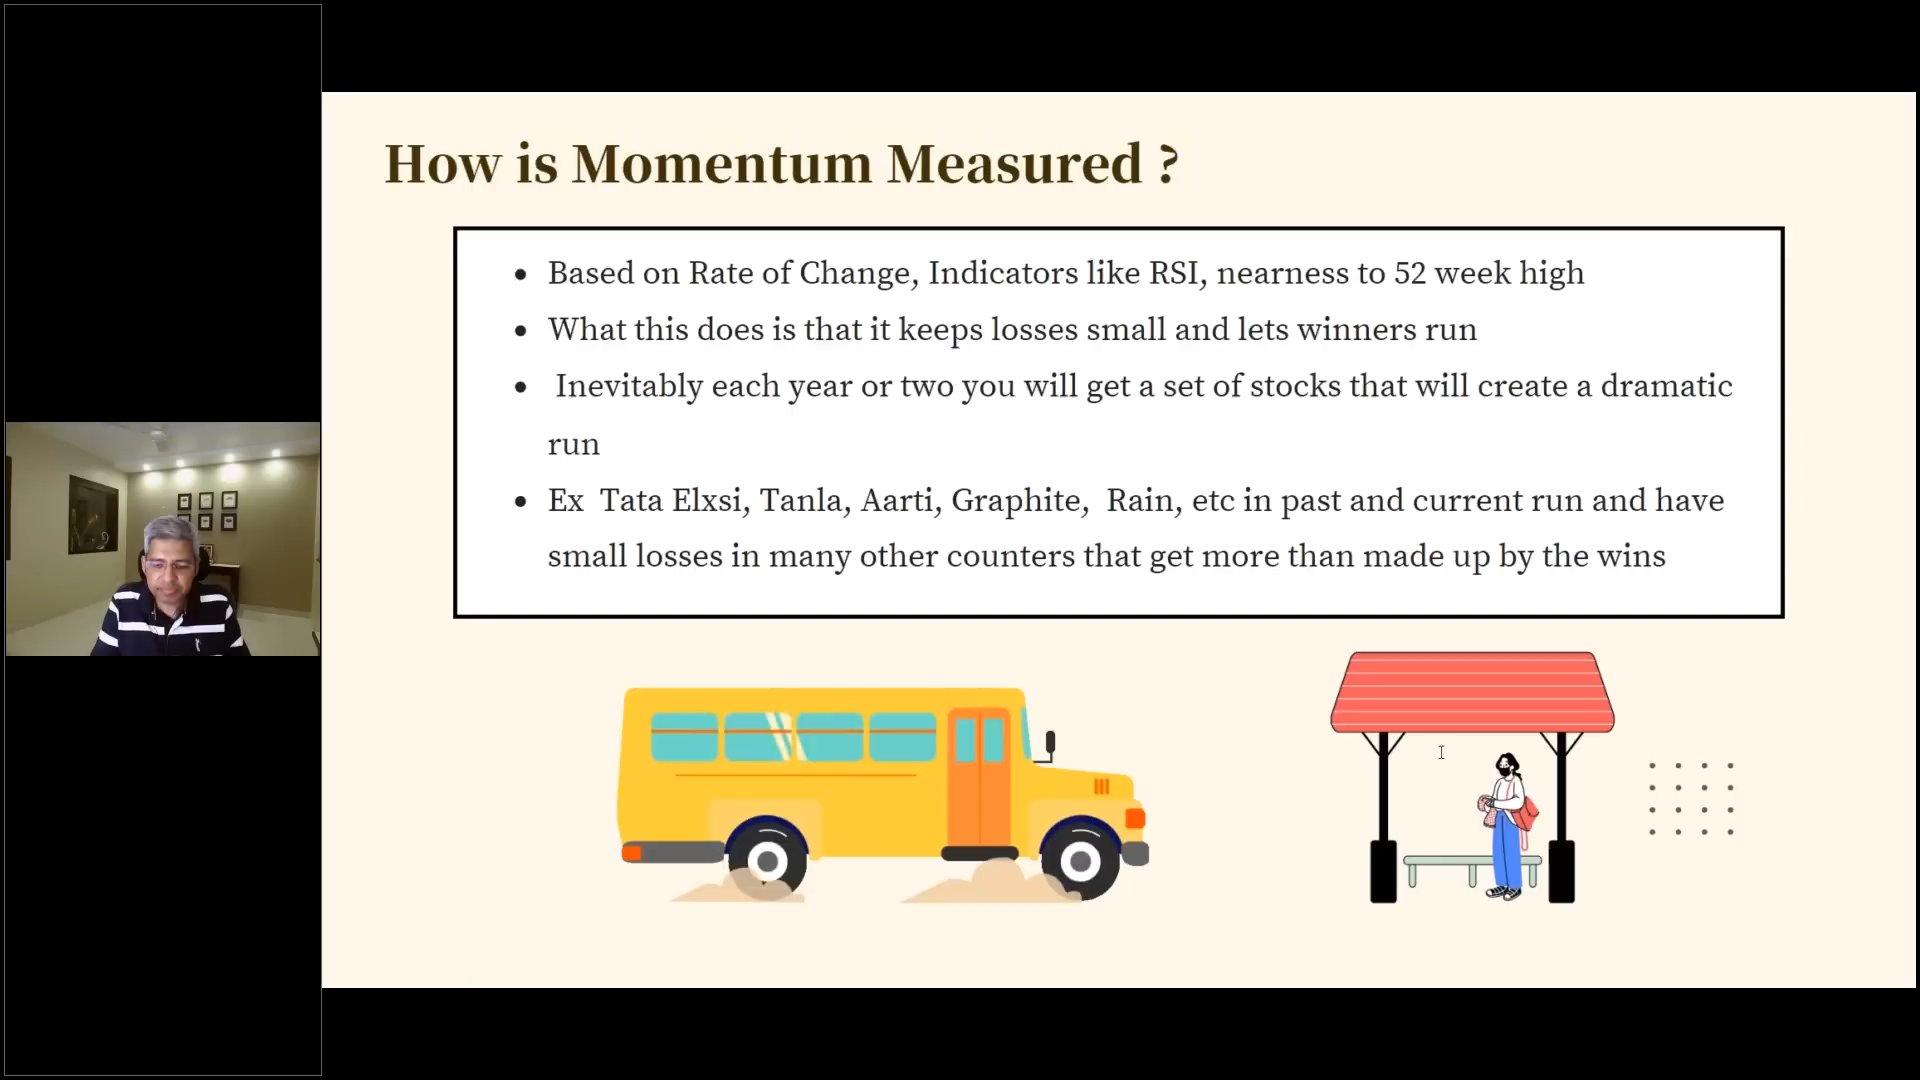 How is Momentum Measured ?
• Based on Rate of Change, Indicators like RSI, nearness to 52 week high
• What this does is that it keeps losses small and lets winners run
• Inevitably each year or two you will get a set of stocks that will create a dramatic
run
• Ex Tata Elxsi, Tanla, Aarti, Graphite, Rain, etc in past and current run and have
small losses in many other counters that get more than made up by the wins